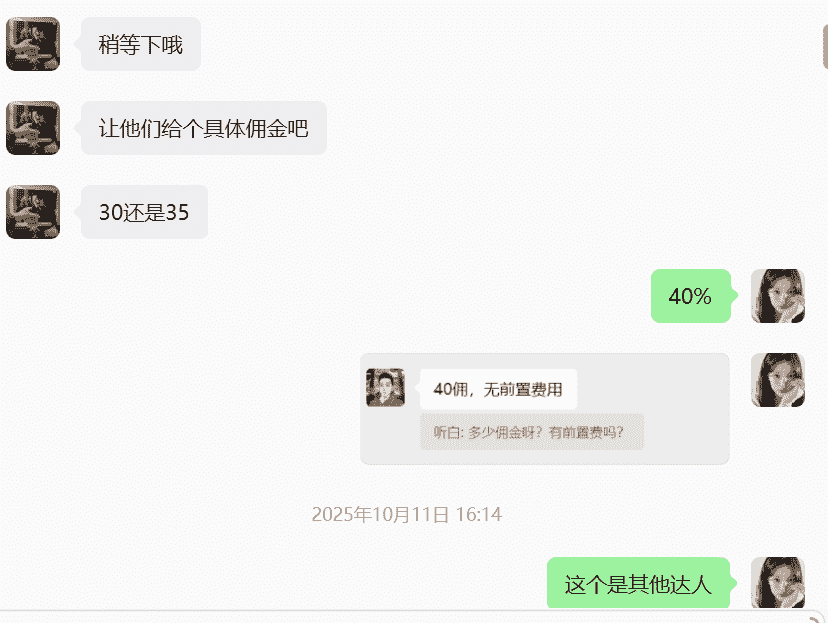 稍等下哦
让他们给个具体佣金吧
30还是35
40%
40佣，无前置费用
听白: 多少佣金呀？有前置费吗？
2025年10月11日 16:14
这个是其他达人